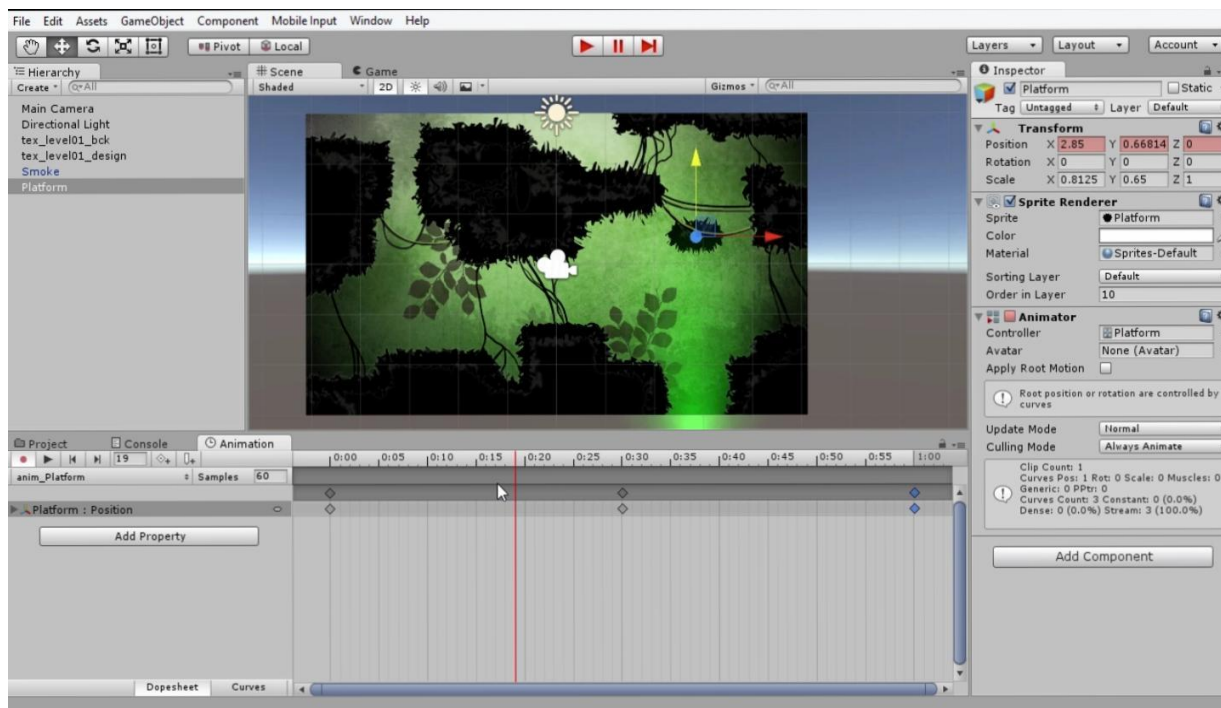 File Edit Assets GameObject Component Mobile Input Window Help
Pivot Local Layers Layout Account
Hierarchy
Create All
Main Camera
Directional Light
tex_level01_bck
tex_level01_design
Smoke
Platform
Scene Game
Shaded 2D Gizmos All
Inspector
Platform Static
Tag Untagged Layer Default
Transform
Position X 2.85 Y 0.66814 Z 0
Rotation X 0 Y 0 Z 0
Scale X 0.8125 Y 0.65 Z 1
Sprite Renderer
Sprite Platform
Color
Material Sprites-Default
Sorting Layer Default
Order in Layer 10
Animator
Controller Platform
Avatar None (Avatar)
Apply Root Motion
Root position or rotation are controlled by
curves
Update Mode Normal
Culling Mode Always Animate
Clip Count: 1
Curves Pos: 1 Rot: 0 Scale: 0 Muscles: 0
Generic: 0 PPtr: 0
Curves Count: 3 Constant: 0 (0.0%)
Dense: 0 (0.0%) Stream: 3 (100.0%)
Add Component
Project Console Animation
19 0:00 0:05 0:10 0:15 0:20 0:25 0:30 0:35 0:40 0:45 0:50 0:55 1:00
anim_Platform Samples 60
Platform : Position
Add Property
Dopesheet Curves